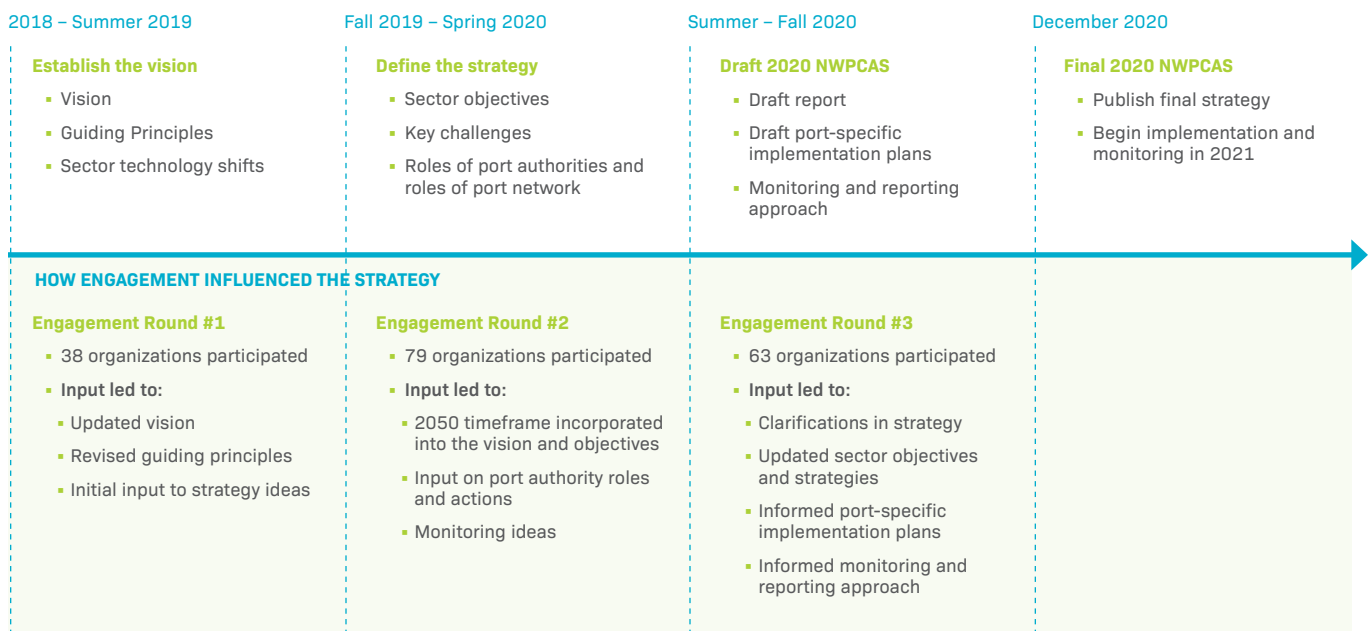 2018 – Summer 2019
Establish the vision
▪ Vision
▪ Guiding Principles
▪ Sector technology shifts
Fall 2019 – Spring 2020
Define the strategy
▪ Sector objectives
▪ Key challenges
▪ Roles of port authorities and
roles of port network
Summer – Fall 2020
Draft 2020 NWPCAS
▪ Draft report
▪ Draft port-specific
implementation plans
▪ Monitoring and reporting
approach
December 2020
Final 2020 NWPCAS
▪ Publish final strategy
▪ Begin implementation and
monitoring in 2021
HOW ENGAGEMENT INFLUENCED THE STRATEGY
Engagement Round #1
▪ 38 organizations participated
▪ Input led to:
▪ Updated vision
▪ Revised guiding principles
▪ Initial input to strategy ideas
Engagement Round #2
▪ 79 organizations participated
▪ Input led to:
▪ 2050 timeframe incorporated
into the vision and objectives
▪ Input on port authority roles
and actions
▪ Monitoring ideas
Engagement Round #3
▪ 63 organizations participated
▪ Input led to:
▪ Clarifications in strategy
▪ Updated sector objectives
and strategies
▪ Informed port-specific
implementation plans
▪ Informed monitoring and
reporting approach